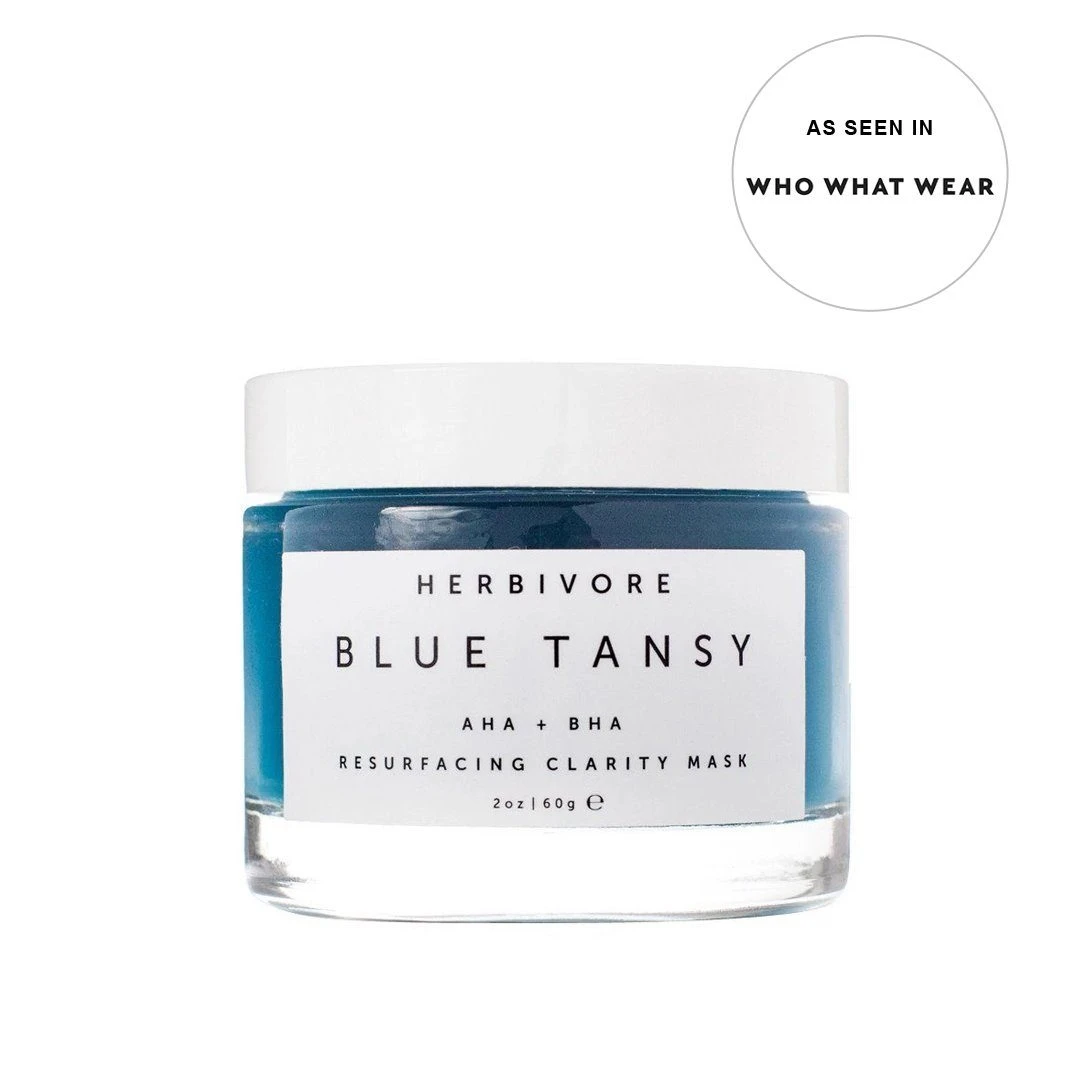 AS SEEN IN
WHO WHAT WEAR
HERBIVORE
BLUE TANSY
AHA + BHA
RESURFACING CLARITY MASK
2oz | 60g ℮